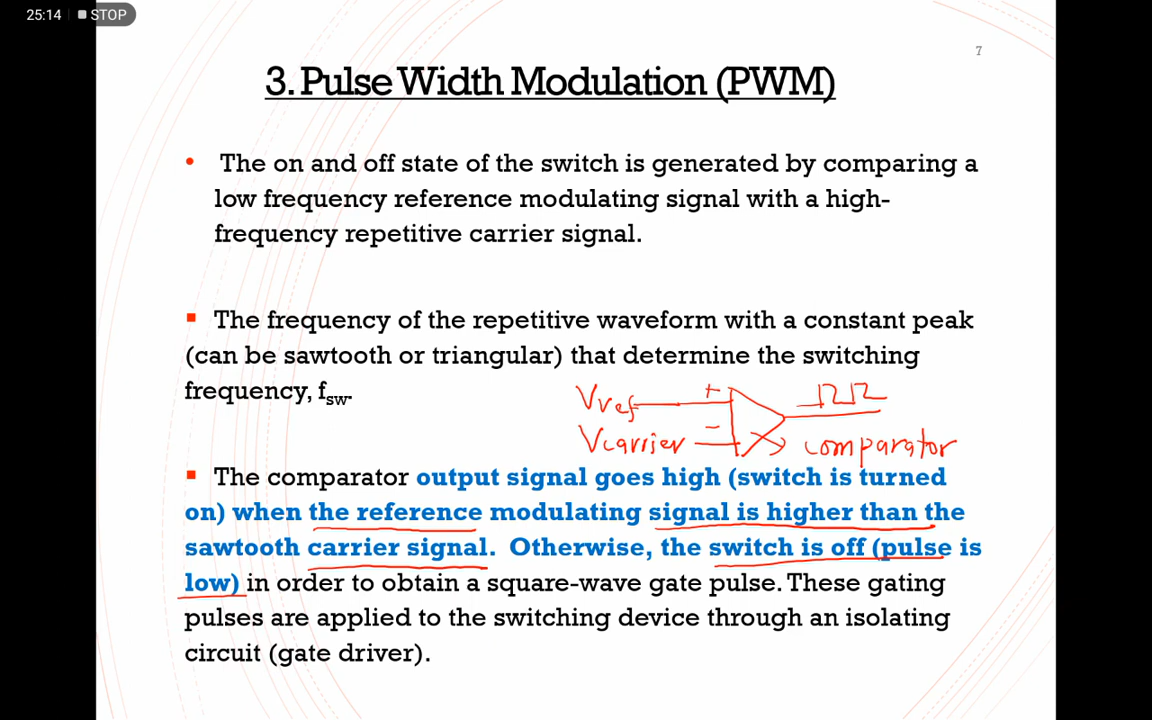 25:14 STOP
7
3. Pulse Width Modulation (PWM)
• The on and off state of the switch is generated by comparing a
low frequency reference modulating signal with a high-
frequency repetitive carrier signal.
▪ The frequency of the repetitive waveform with a constant peak
(can be sawtooth or triangular) that determine the switching
frequency, fsw.
Vref +
Vcarrier - comparator
▪ The comparator output signal goes high (switch is turned
on) when the reference modulating signal is higher than the
sawtooth carrier signal. Otherwise, the switch is off (pulse is
low) in order to obtain a square-wave gate pulse. These gating
pulses are applied to the switching device through an isolating
circuit (gate driver).